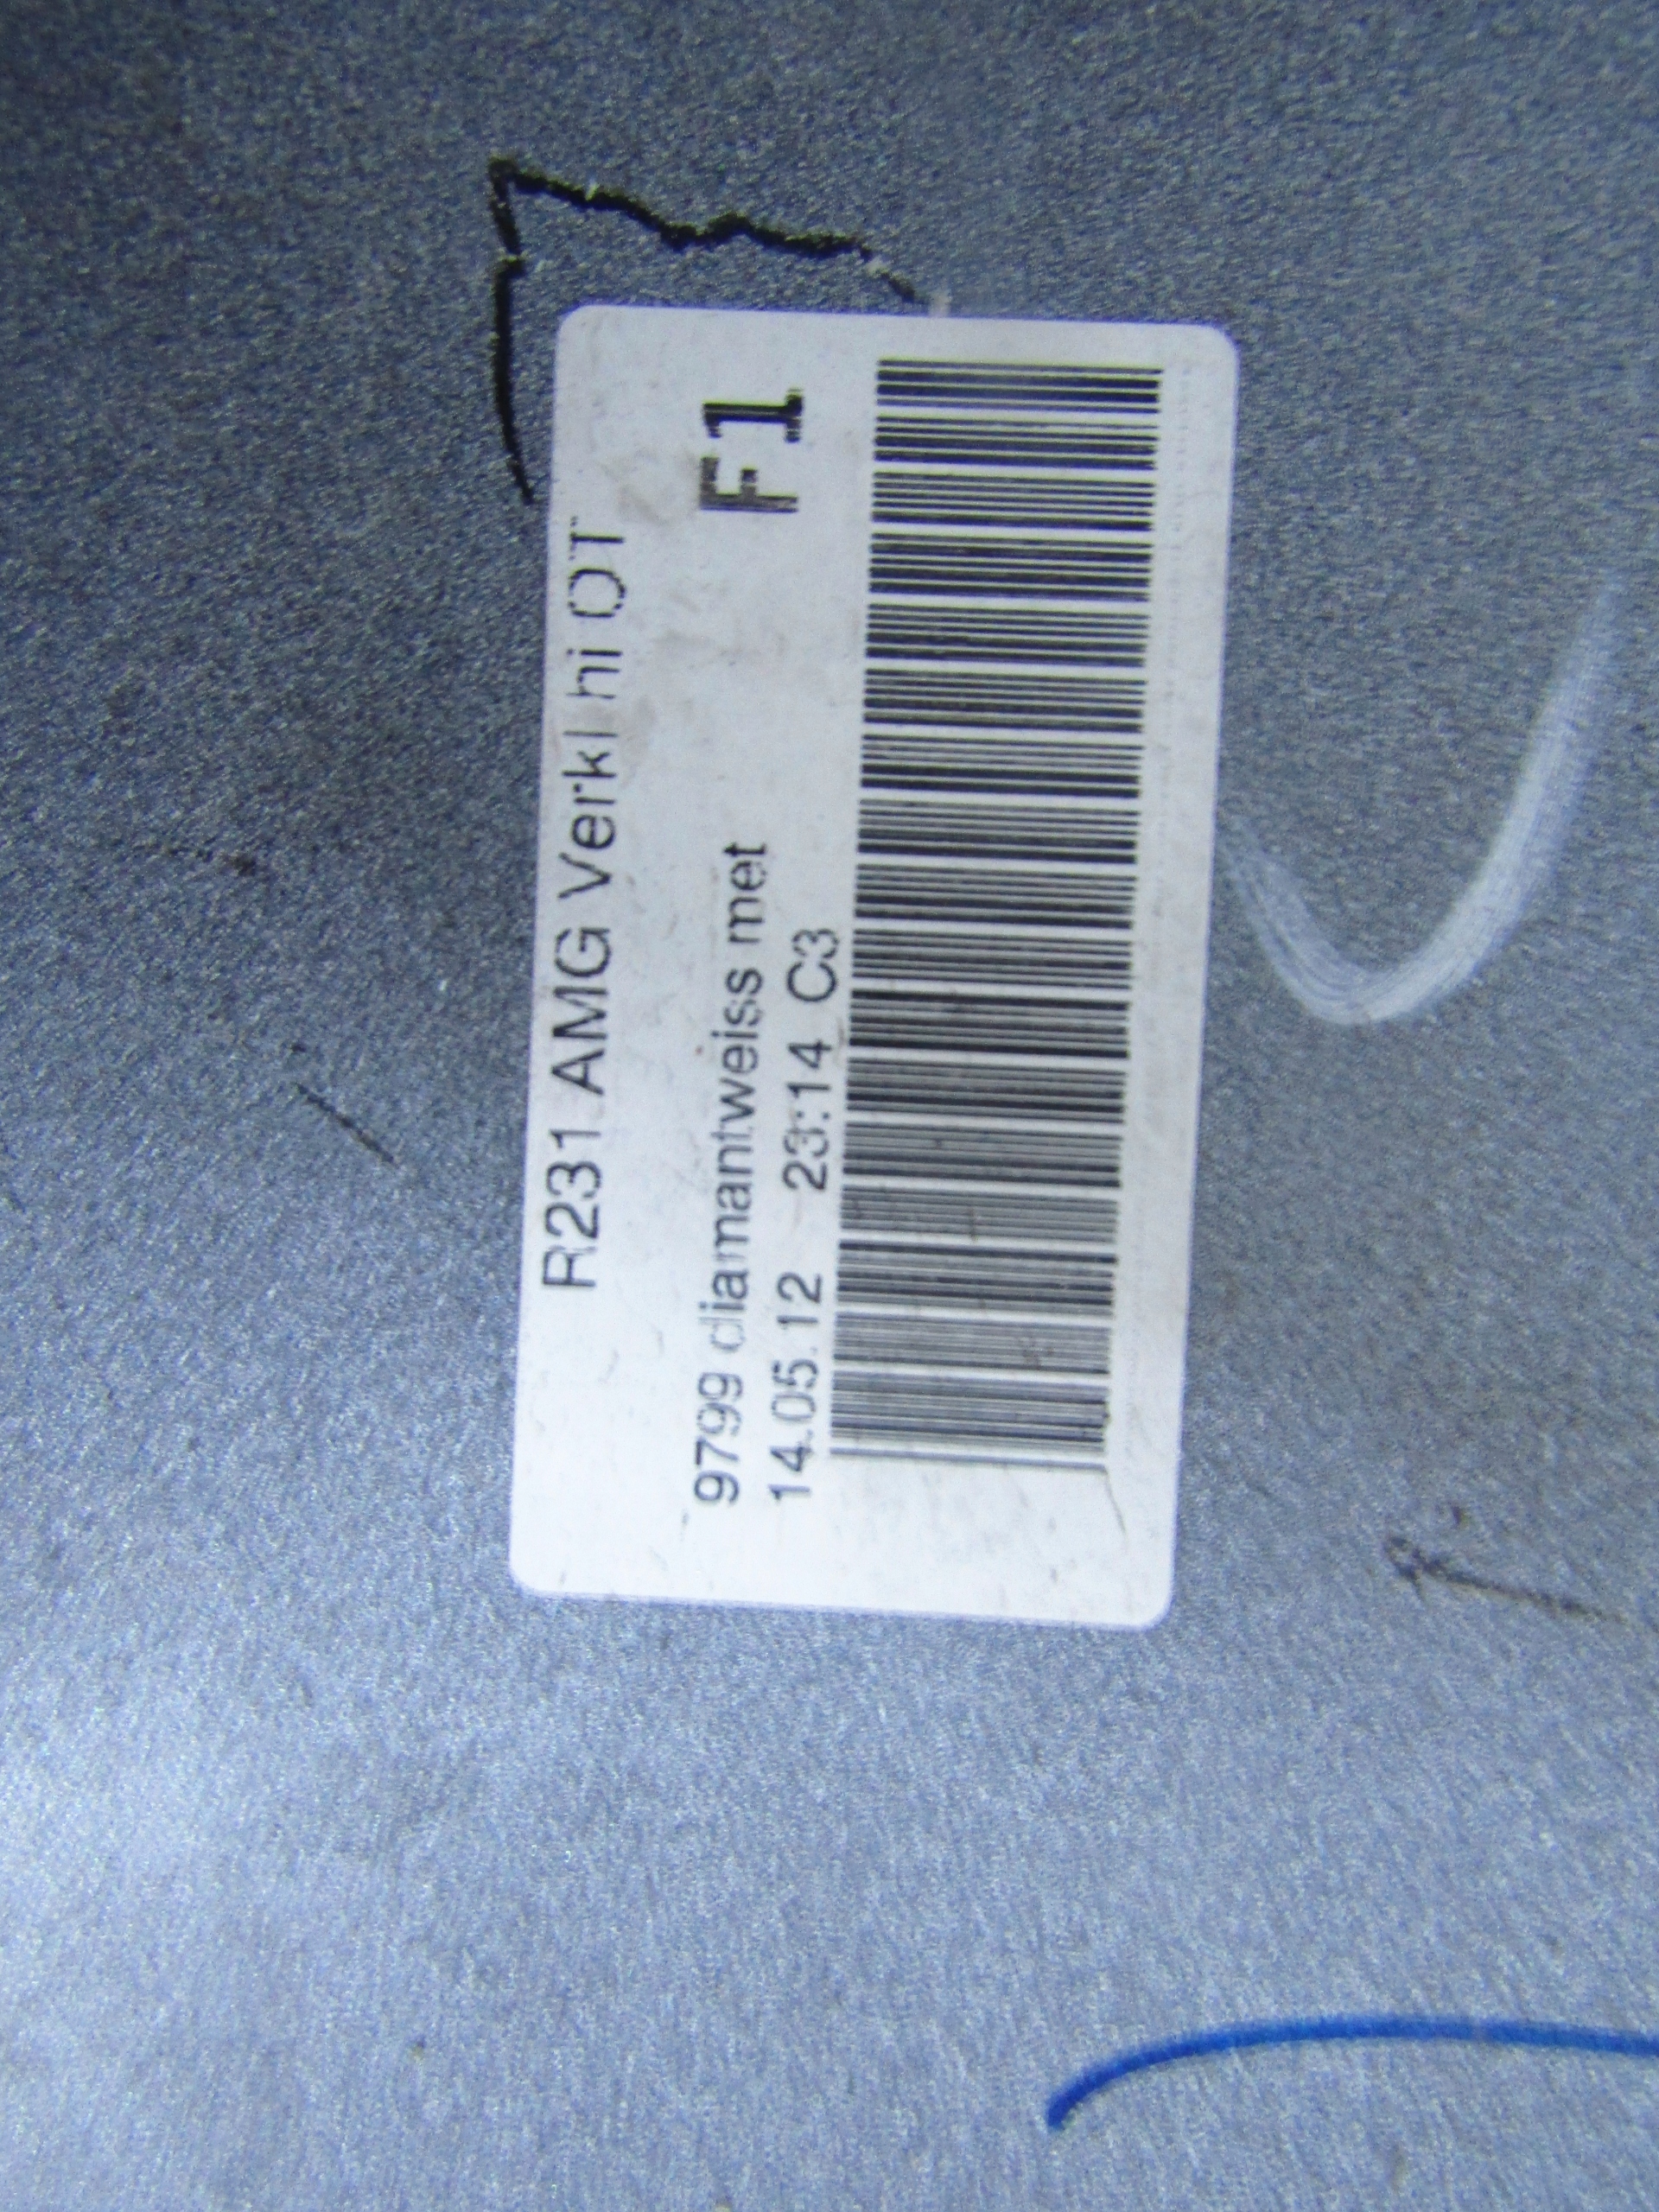 R231 AMG Verkl hi OT
F1
9799 diamantweiss met
14.05.12 23:14 C3